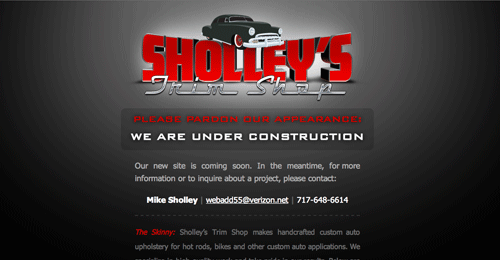 SHOLLEY'S
Trim Shop
PLEASE PARDON OUR APPEARANCE!
WE ARE UNDER CONSTRUCTION
Our new site is coming soon. In the meantime, for more
information or to inquire about a project, please contact:
Mike Sholley | webadd55@verizon.net | 717-648-6614
The Skinny: Sholley's Trim Shop makes handcrafted custom auto
upholstery for hot rods, bikes and other custom auto applications. We